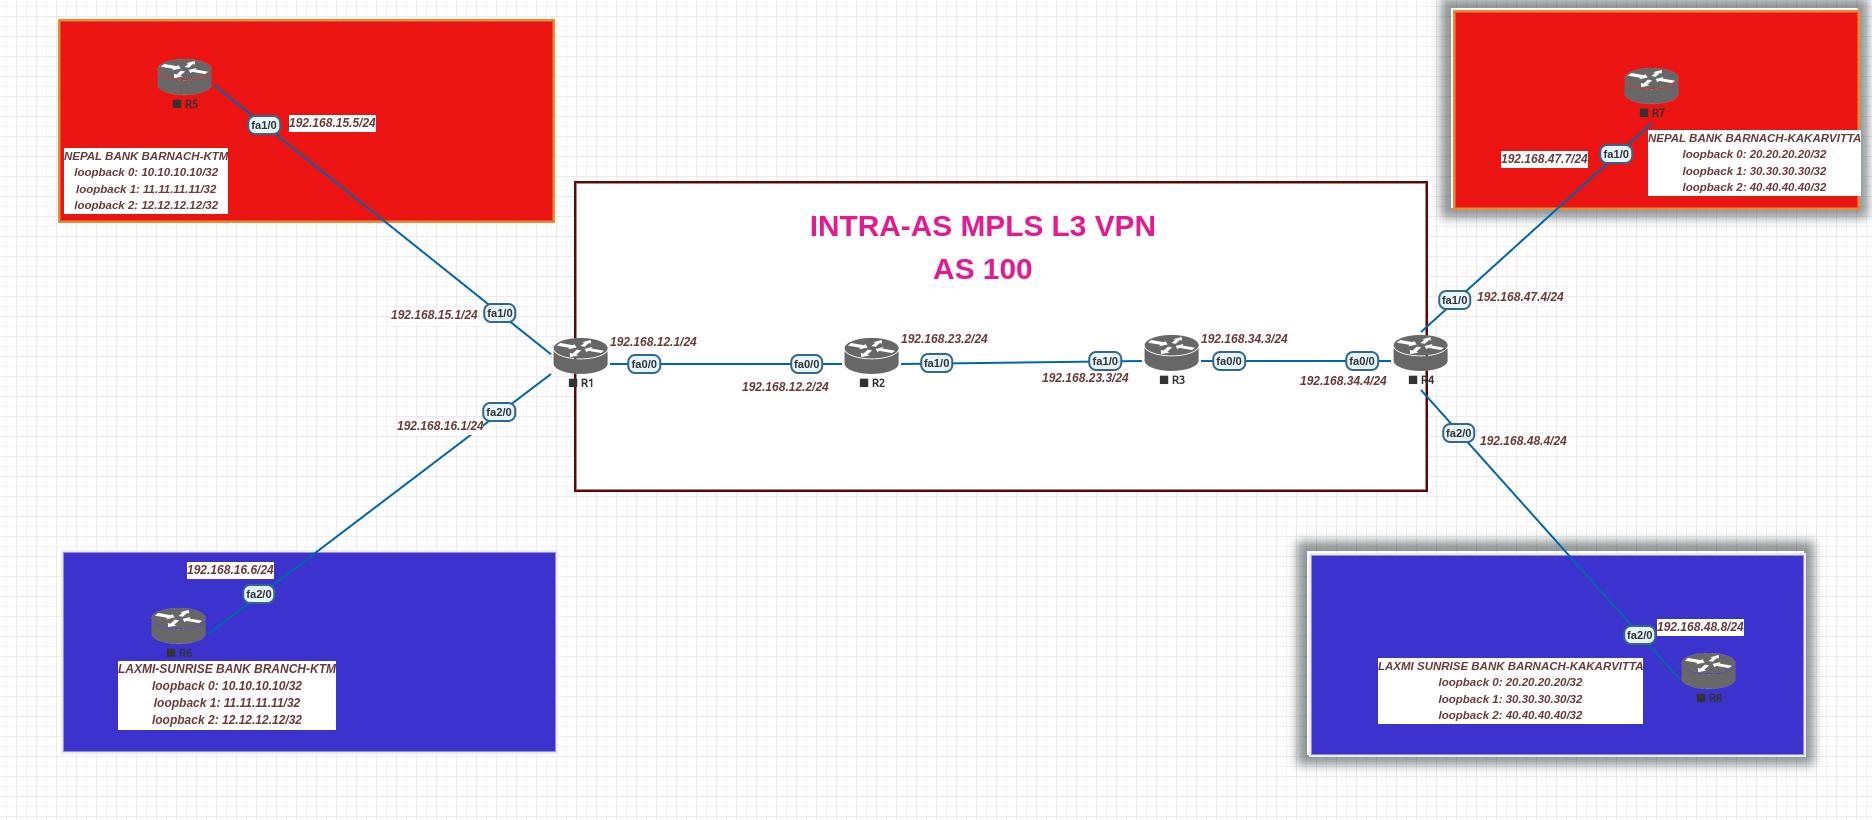 R5
fa1/0
192.168.15.5/24
NEPAL BANK BARNACH-KTM
loopback 0: 10.10.10.10/32
loopback 1: 11.11.11.11/32
loopback 2: 12.12.12.12/32
R7
192.168.47.7/24
fa1/0
NEPAL BANK BARNACH-KAKARVITTA
loopback 0: 20.20.20.20/32
loopback 1: 30.30.30.30/32
loopback 2: 40.40.40.40/32
INTRA-AS MPLS L3 VPN
AS 100
192.168.15.1/24
fa1/0
fa1/0
192.168.47.4/24
192.168.12.1/24
fa0/0
R1
fa0/0
192.168.12.2/24
R2
192.168.23.2/24
fa1/0
fa1/0
192.168.23.3/24
R3
192.168.34.3/24
fa0/0
fa0/0
192.168.34.4/24
R4
fa2/0
192.168.16.1/24
fa2/0
192.168.48.4/24
192.168.16.6/24
fa2/0
R6
LAXMI-SUNRISE BANK BRANCH-KTM
loopback 0: 10.10.10.10/32
loopback 1: 11.11.11.11/32
loopback 2: 12.12.12.12/32
fa2/0
192.168.48.8/24
LAXMI SUNRISE BANK BARNACH-KAKARVITTA
loopback 0: 20.20.20.20/32
loopback 1: 30.30.30.30/32
loopback 2: 40.40.40.40/32
R8